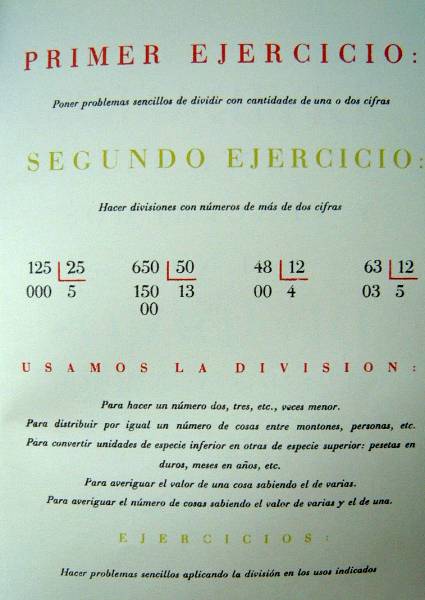 PRIMER EJERCICIO:
Poner problemas sencillos de dividir con cantidades de una o dos cifras
SEGUNDO EJERCICIO:
Hacer divisiones con números de más de dos cifras
125 25 650 50 48 12 63 12
000 5 150 13 00 4 03 5
00
USAMOS LA DIVISION:
Para hacer un número dos, tres, etc., veces menor.
Para distribuir por igual un número de cosas entre montones, personas, etc.
Para convertir unidades de especie inferior en otras de especie superior: pesetas en
duros, meses en años, etc.
Para averiguar el valor de una cosa sabiendo el de varias.
Para averiguar el número de cosas sabiendo el valor de varias y el de una.
EJERCICIOS:
Hacer problemas sencillos aplicando la división en los usos indicados